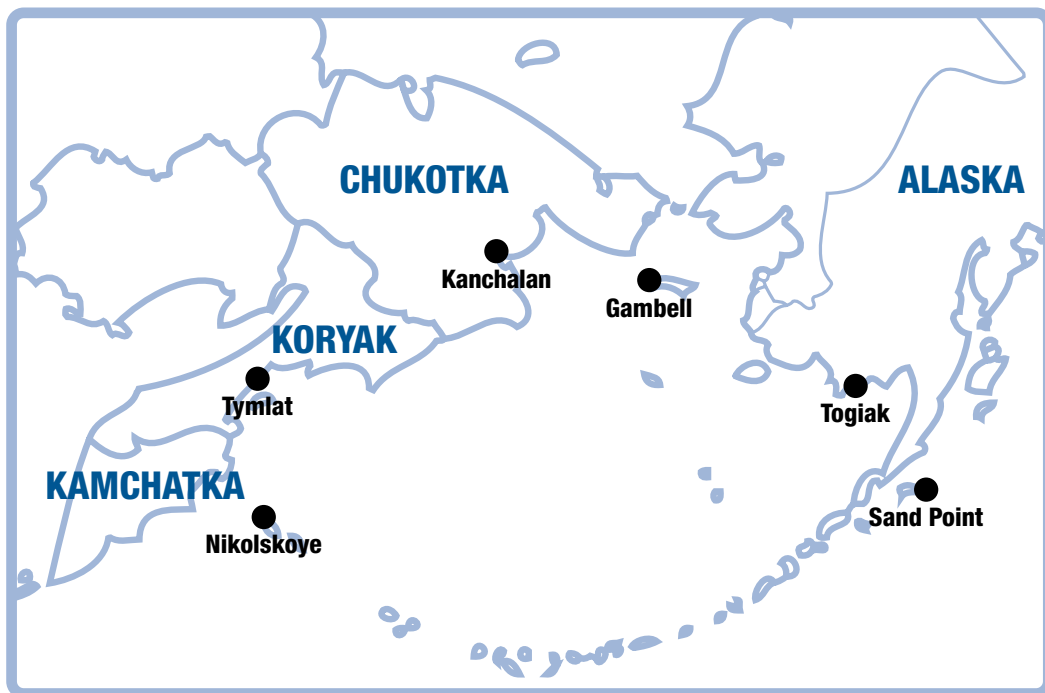 CHUKOTKA
ALASKA
Kanchalan
Gambell
KORYAK
Tymlat
Togiak
KAMCHATKA
Sand Point
Nikolskoye